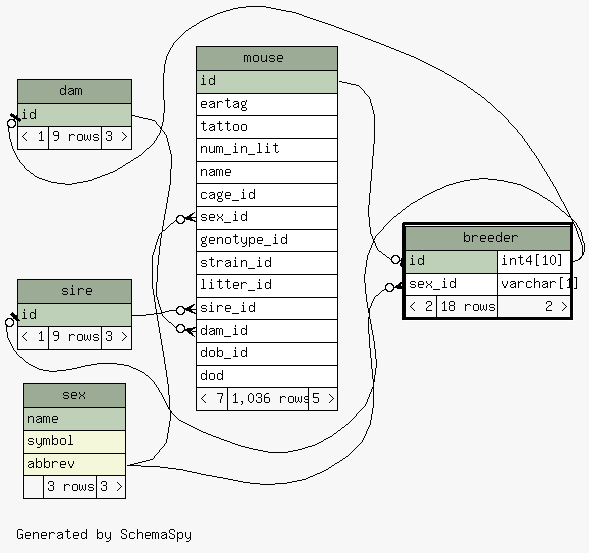 dam
id
< 1 9 rows 3 >
mouse
id
eartag
tattoo
num_in_lit
name
cage_id
sex_id
genotype_id
strain_id
litter_id
sire_id
dam_id
dob_id
dod
< 7 1,036 rows 5 >
breeder
id int4[10]
sex_id varchar[1]
< 2 18 rows 2 >
sire
id
< 1 9 rows 3 >
sex
name
symbol
abbrev
3 rows 3 >
Generated by SchemaSpy